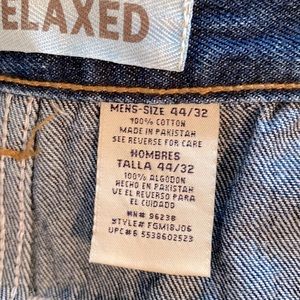 ELAXED
MENS-SIZE 44/32
100% COTTON
MADE IN PAKISTAN
SEE REVERSE FOR CARE
HOMBRES
TALLA 44/32
100% ALGODON
HECHO EN PAKISTAN
VE EL REVERSO PARA
EL CUIDADO
RN# 96238
STYLE# FGM18J06
UPC# 6 5538602523